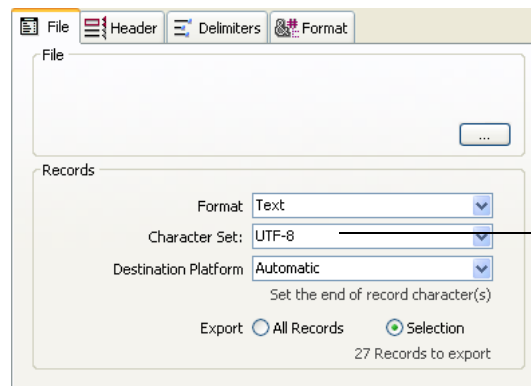 File Header Delimiters Format
File
...
Records
Format Text
Character Set: UTF-8
Destination Platform Automatic
Set the end of record character(s)
Export All Records Selection
27 Records to export